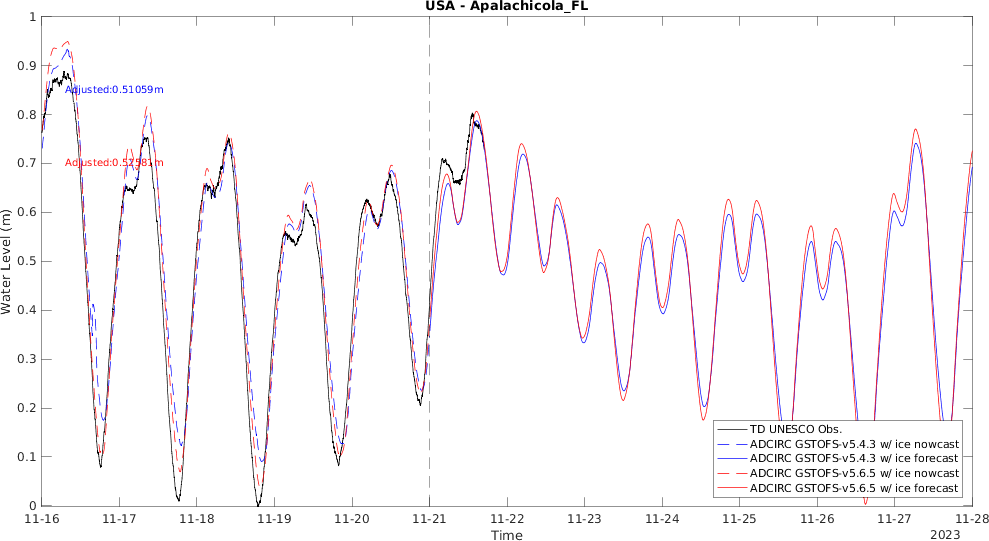 USA - Apalachicola_FL
1
0.9
0.8
0.7
0.6
0.5
0.4
0.3
0.2
0.1
0
Water Level (m)
Adjusted:0.51059m
Adjusted:0.52581m
TD UNESCO Obs.
ADCIRC GSTOFS-v5.4.3 w/ ice nowcast
ADCIRC GSTOFS-v5.4.3 w/ ice forecast
ADCIRC GSTOFS-v5.6.5 w/ ice nowcast
ADCIRC GSTOFS-v5.6.5 w/ ice forecast
11-16 11-17 11-18 11-19 11-20 11-21 11-22 11-23 11-24 11-25 11-26 11-27 11-28
Time
2023